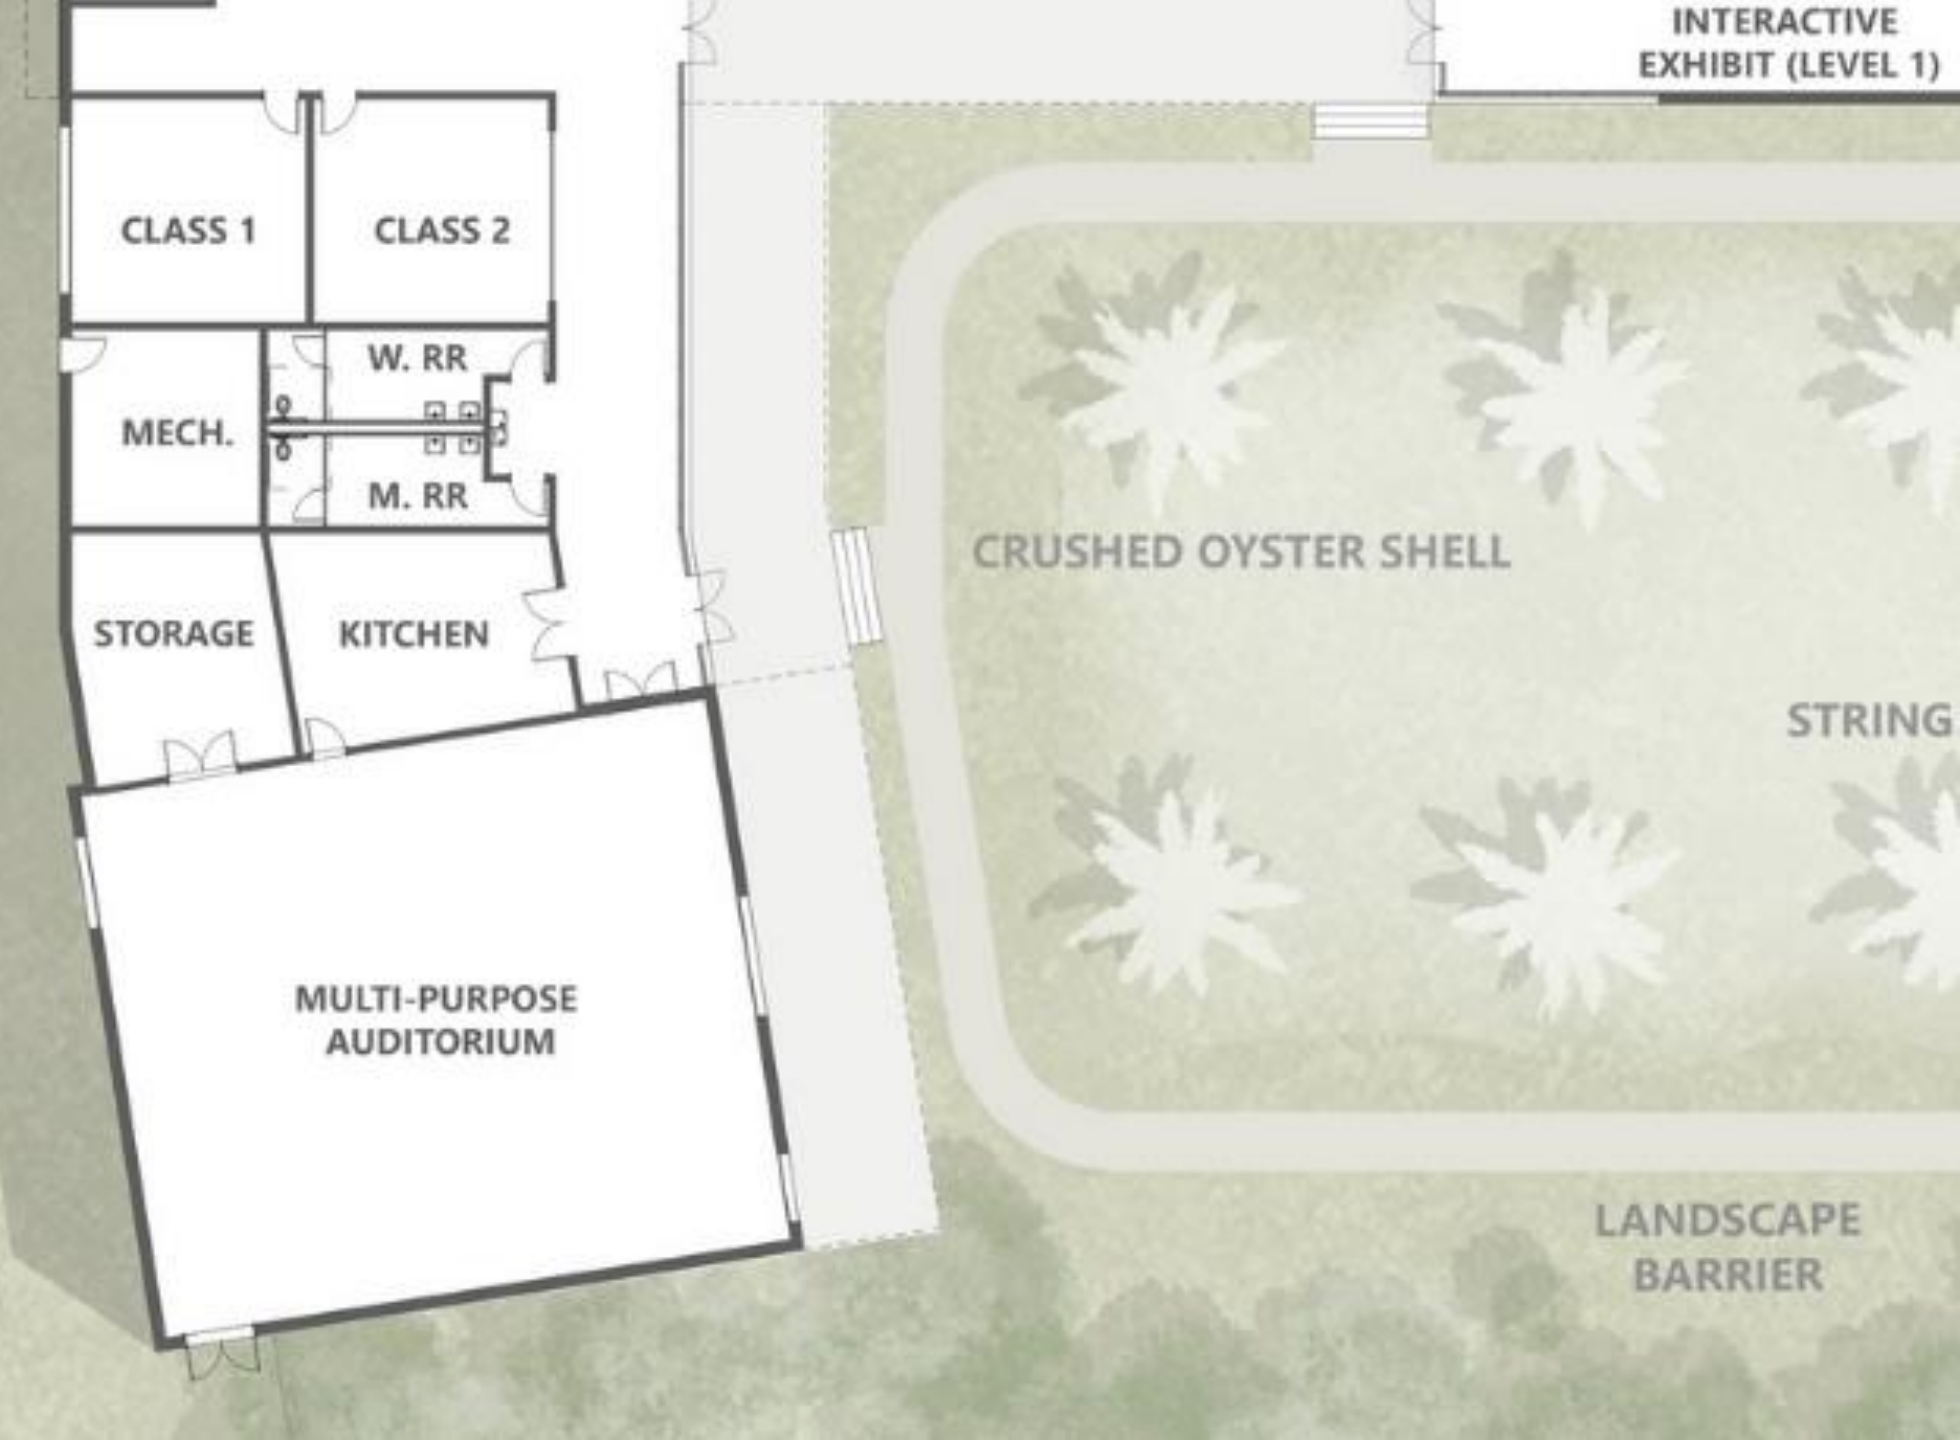 INTERACTIVE
EXHIBIT (LEVEL 1)
CLASS 1
CLASS 2
W. RR
MECH.
M. RR
CRUSHED OYSTER SHELL
STORAGE
KITCHEN
STRING
MULTI-PURPOSE
AUDITORIUM
LANDSCAPE
BARRIER